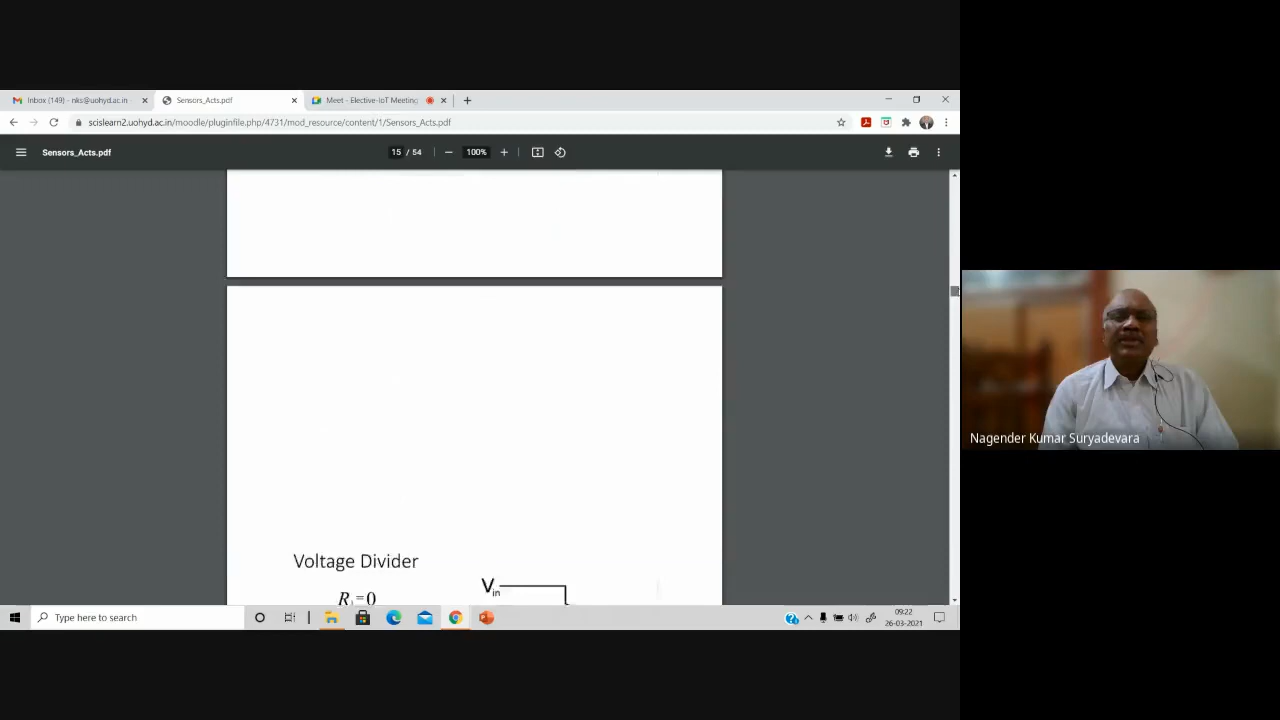 Inbox (149) - nks@uohyd.ac.in
Sensors_Acts.pdf
Meet - Elective-IoT Meeting
scislearn2.uohyd.ac.in/moodle/pluginfile.php/4731/mod_resource/content/1/Sensors_Acts.pdf
Sensors_Acts.pdf
15 / 54
100%
Voltage Divider
Vin
=0
Nagender Kumar Suryadevara
Type here to search
09:22
26-03-2021